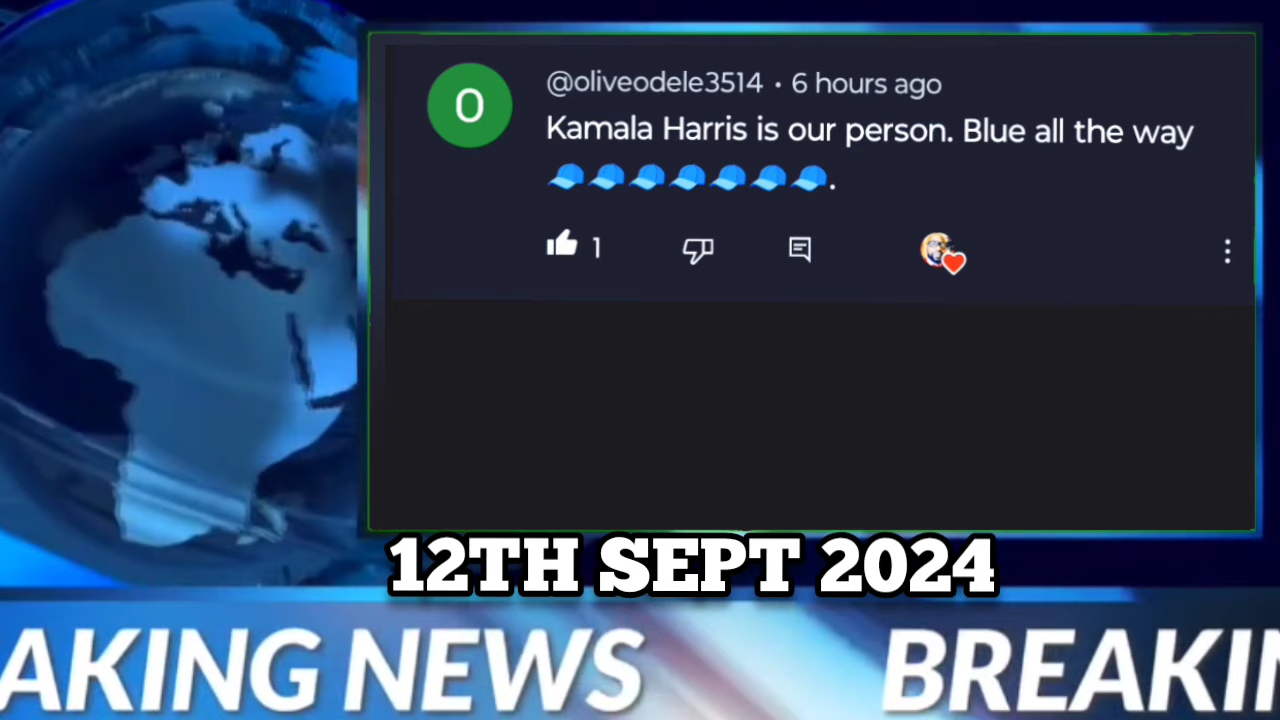 O
@oliveodele3514 • 6 hours ago
Kamala Harris is our person. Blue all the way
🧢🧢🧢🧢🧢🧢🧢.
1
12TH SEPT 2024
AKING NEWS BREAKIN